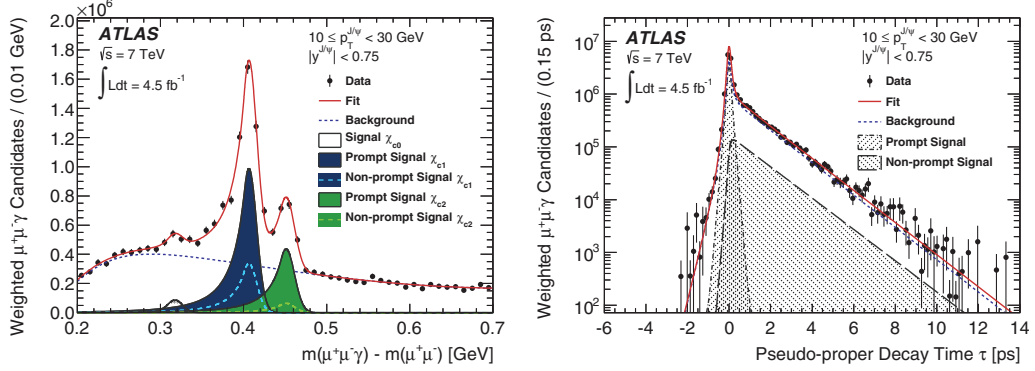 ×10⁶
2.0
1.8
1.6
1.4
1.2
1.0
0.8
0.6
0.4
0.2
0.0
Weighted μ⁺μ⁻γ Candidates / (0.01 GeV)
ATLAS
√s = 7 TeV
∫Ldt = 4.5 fb⁻¹
10 ≤ p_T^{J/ψ} < 30 GeV
|y^{J/ψ}| < 0.75
Data
Fit
Background
Signal χc0
Prompt Signal χc1
Non-prompt Signal χc1
Prompt Signal χc2
Non-prompt Signal χc2
0.2 0.3 0.4 0.5 0.6 0.7
m(μ⁺μ⁻γ) - m(μ⁺μ⁻) [GeV]
10⁷
10⁶
10⁵
10⁴
10³
10²
Weighted μ⁺μ⁻γ Candidates / (0.15 ps)
ATLAS
√s = 7 TeV
∫Ldt = 4.5 fb⁻¹
10 ≤ p_T^{J/ψ} < 30 GeV
|y^{J/ψ}| < 0.75
Data
Fit
Background
Prompt Signal
Non-prompt Signal
-6 -4 -2 0 2 4 6 8 10 12 14
Pseudo-proper Decay Time τ [ps]